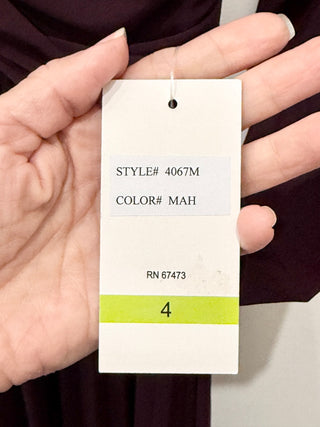 STYLE# 4067M
COLOR# MAH
RN 67473
4